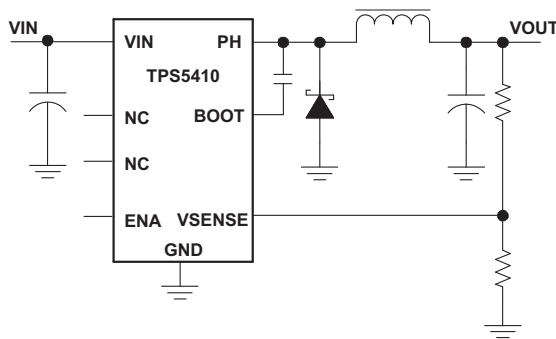 VIN
VOUT
VIN PH
TPS5410
NC BOOT
NC
ENA VSENSE
GND